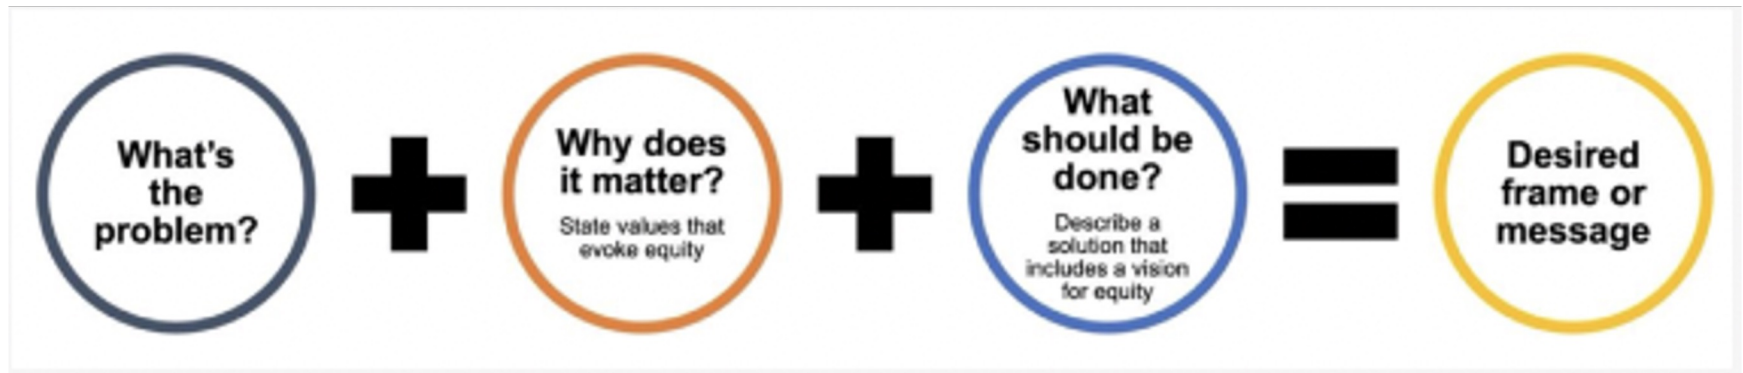 What's
the
problem?
Why does
it matter?
State values that
evoke equity
What
should be
done?
Describe a
solution that
includes a vision
for equity
Desired
frame or
message